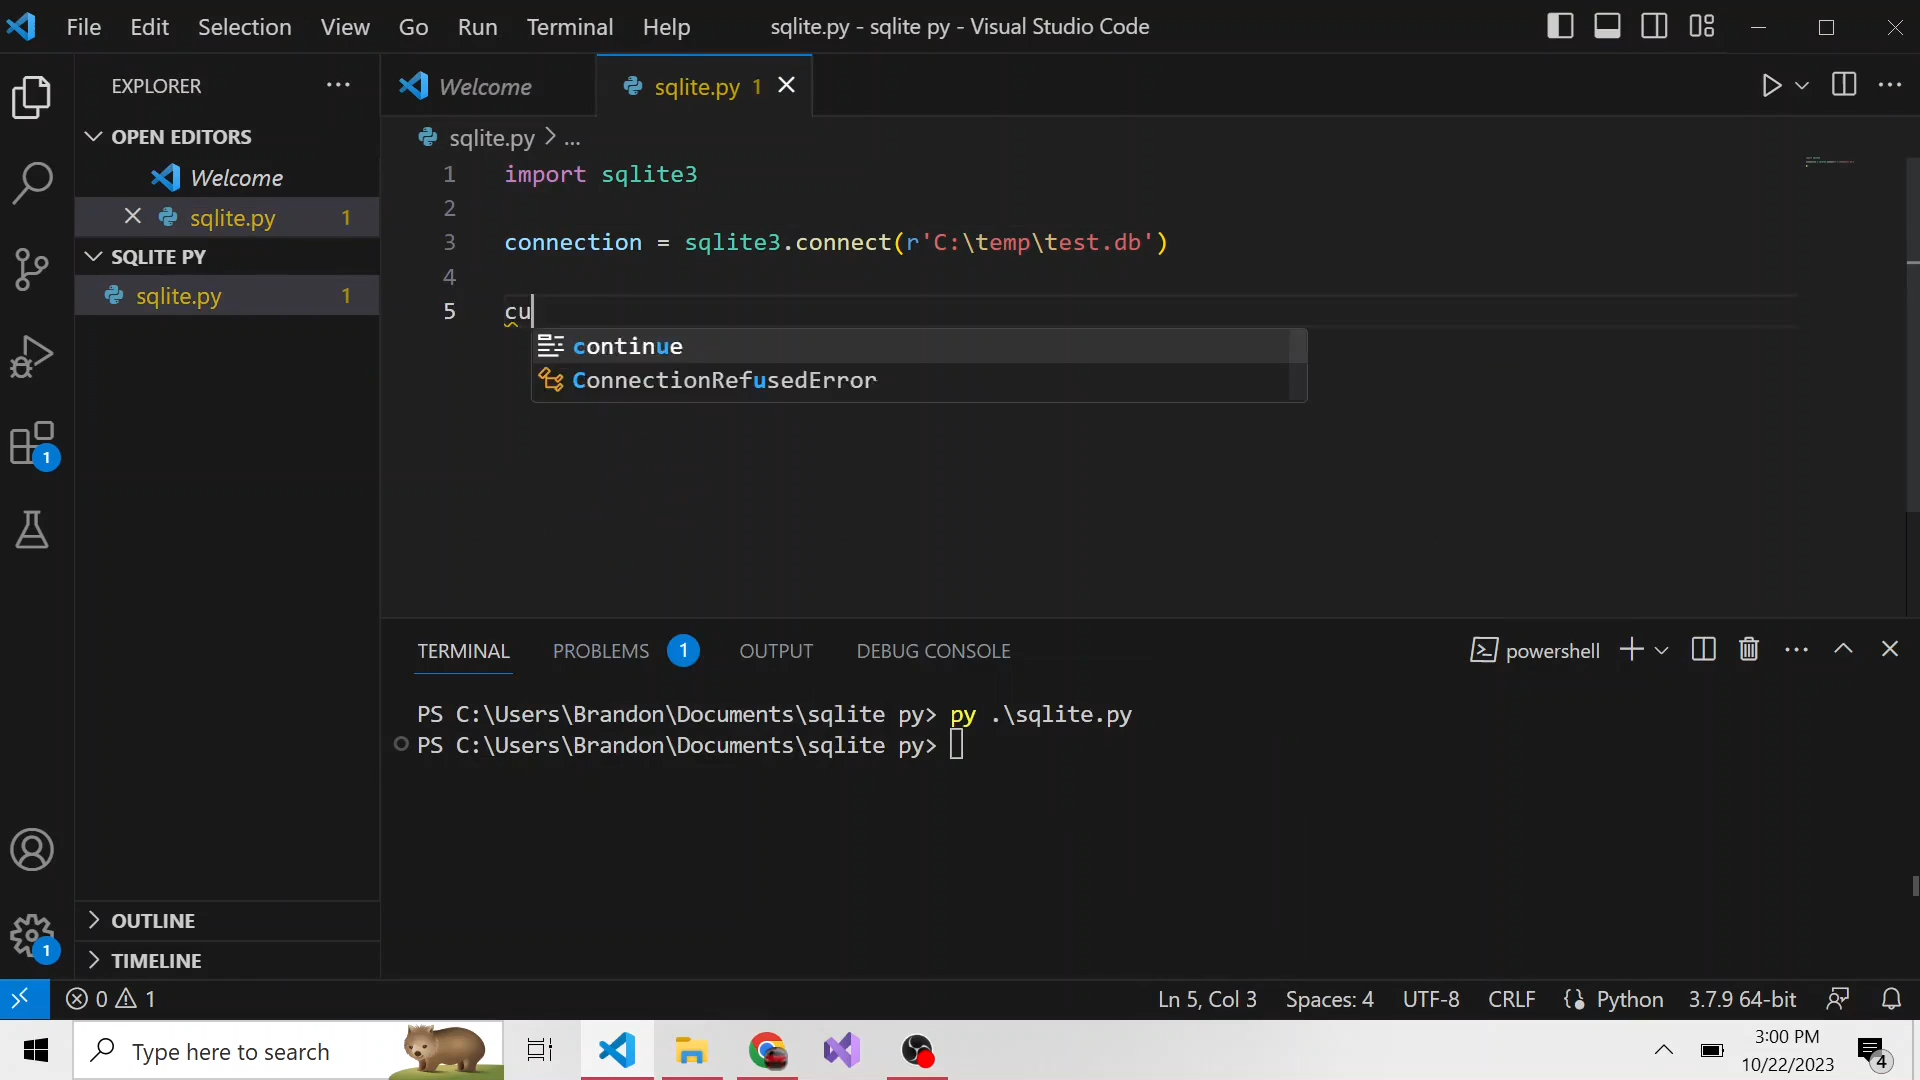 File Edit Selection View Go Run Terminal Help sqlite.py - sqlite py - Visual Studio Code
EXPLORER
OPEN EDITORS
Welcome
sqlite.py 1
SQLITE PY
sqlite.py 1
OUTLINE
TIMELINE
Welcome sqlite.py 1
sqlite.py > ...
1 import sqlite3
2
3 connection = sqlite3.connect(r'C:\temp\test.db')
4
5 cu
continue
ConnectionRefusedError
TERMINAL PROBLEMS 1 OUTPUT DEBUG CONSOLE powershell
PS C:\Users\Brandon\Documents\sqlite py> py .\sqlite.py
PS C:\Users\Brandon\Documents\sqlite py>
1
1
0 1 Ln 5, Col 3 Spaces: 4 UTF-8 CRLF Python 3.7.9 64-bit
Type here to search
3:00 PM
10/22/2023
4